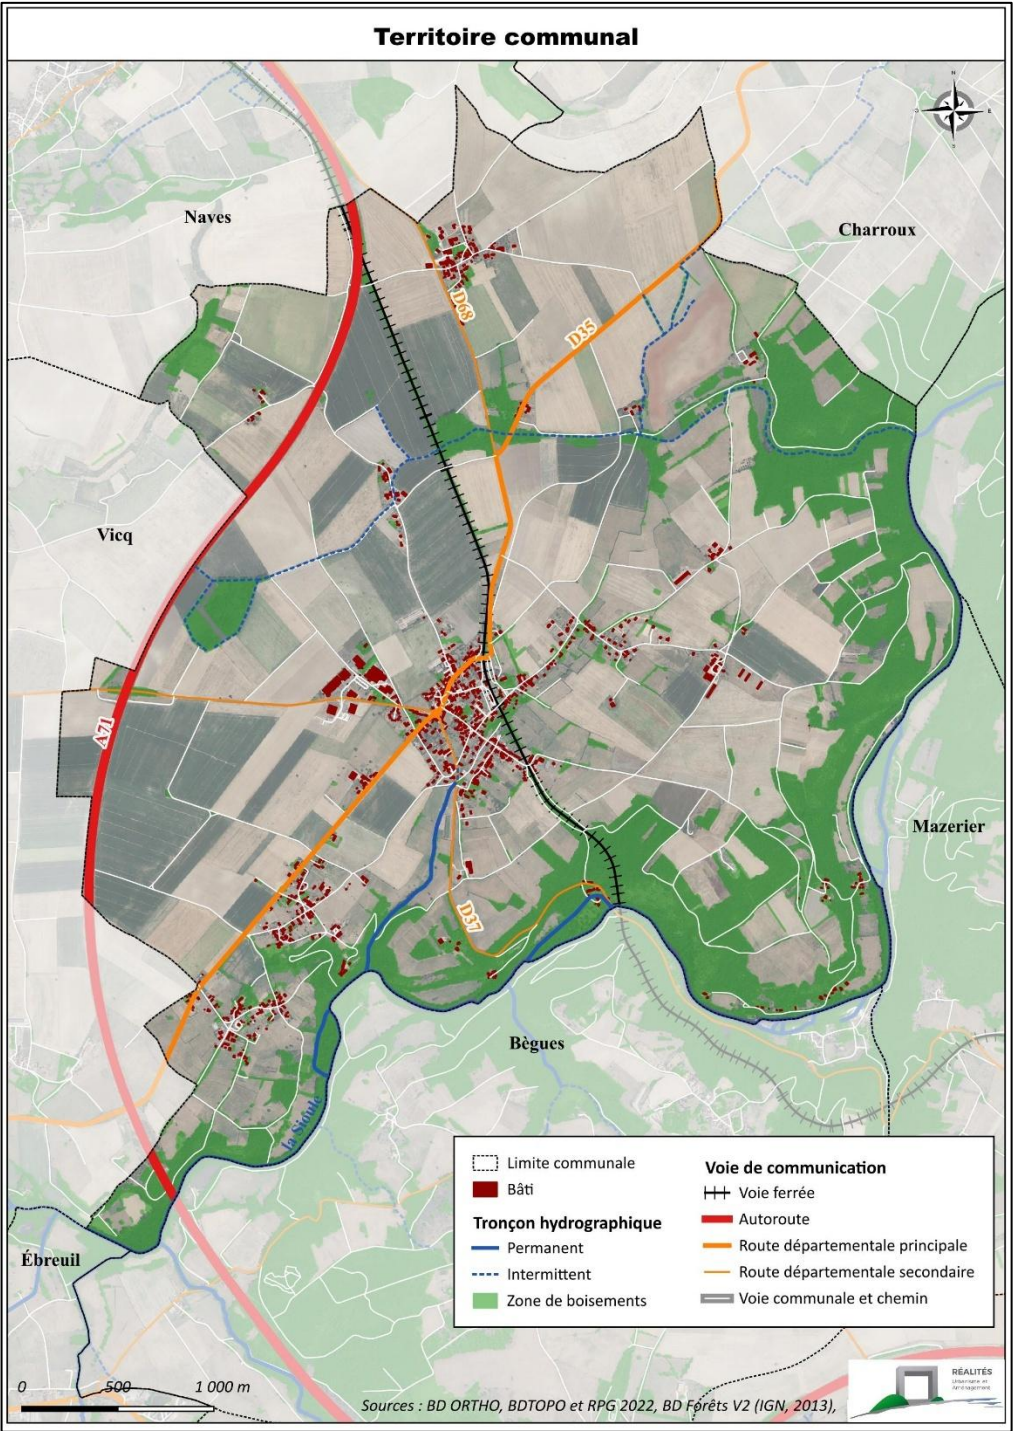 Territoire communal
N
O
E
S
Naves
Charroux
D68
D35
Vicq
A71
Mazerier
D37
Bègues
la Sioule
Ébreuil
Limite communale
Bâti
Tronçon hydrographique
Permanent
Intermittent
Zone de boisements
Voie de communication
Voie ferrée
Autoroute
Route départementale principale
Route départementale secondaire
Voie communale et chemin
0 500 1 000 m
Sources : BD ORTHO, BDTOPO et RPG 2022, BD Forêts V2 (IGN, 2013),
RÉALITÉS
Urbanisme et
Aménagement